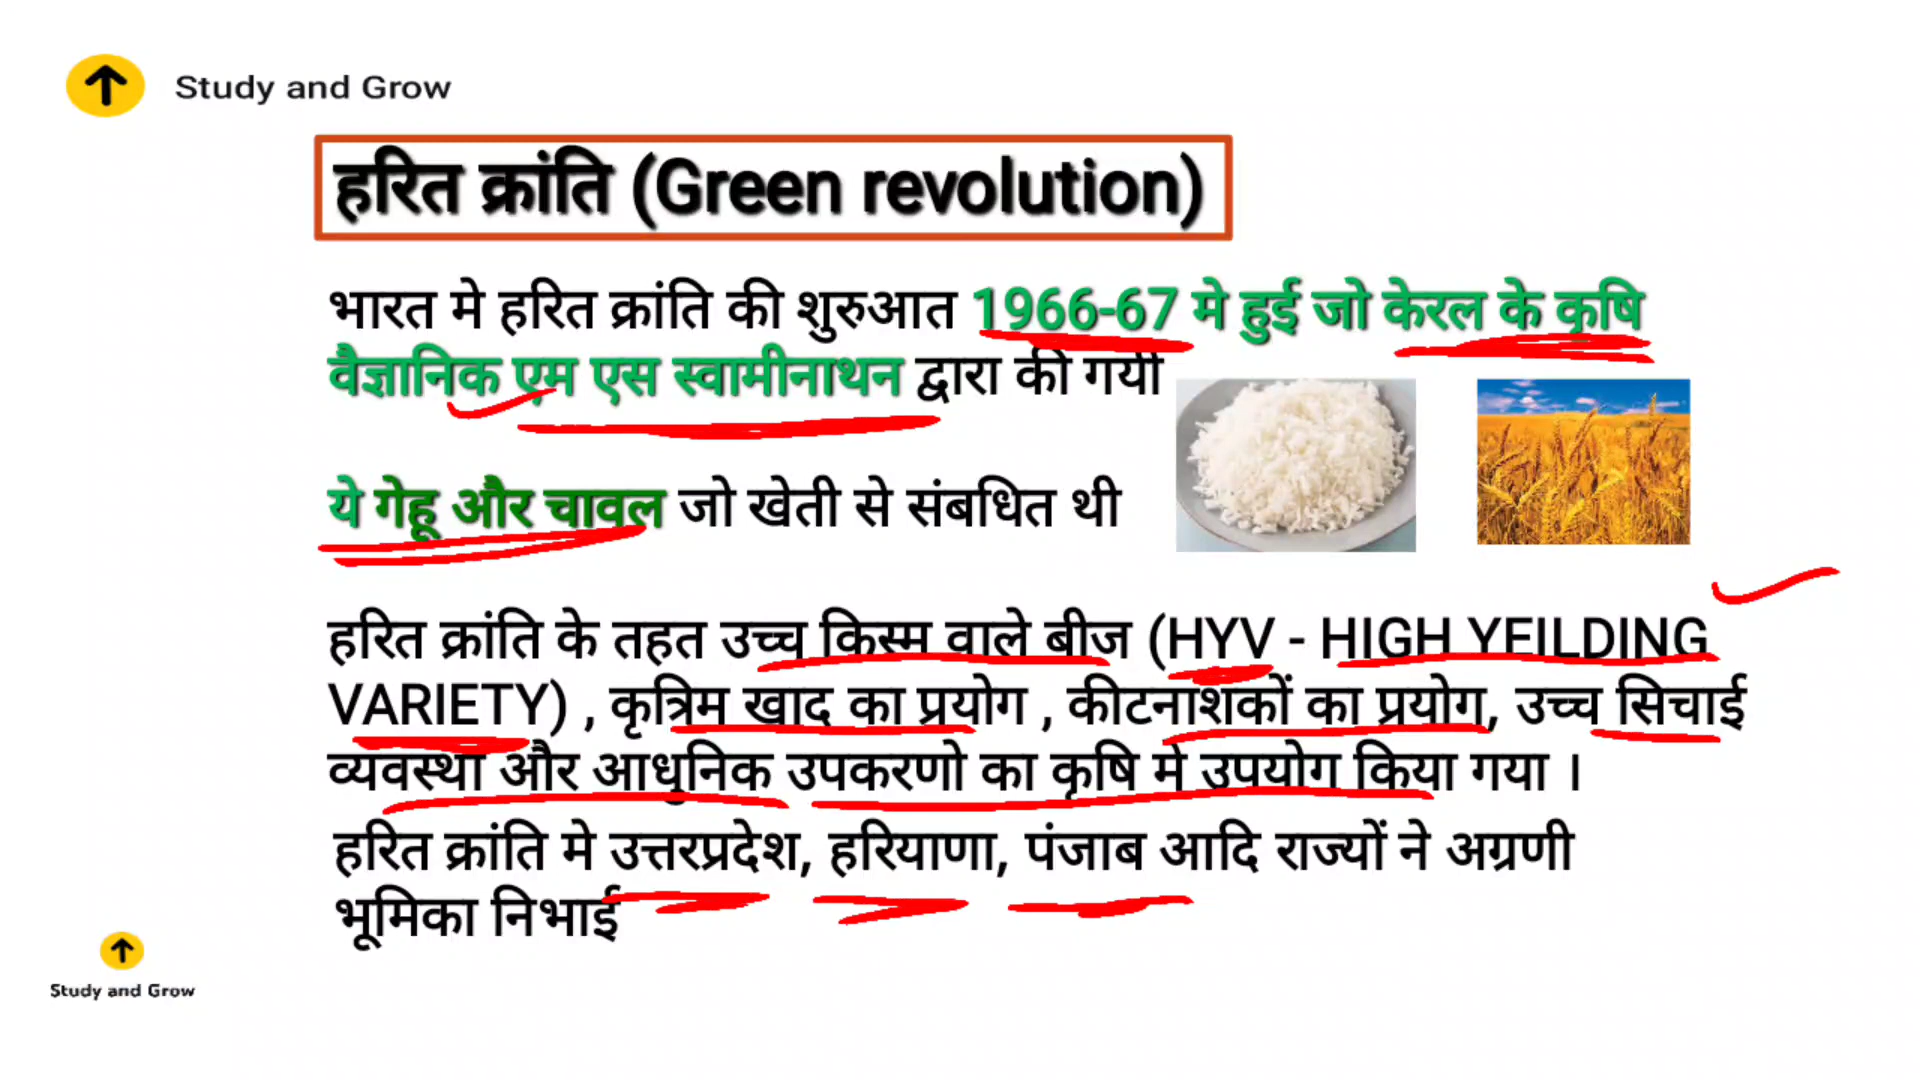 Study and Grow
हरित क्रांति (Green revolution)
भारत मे हरित क्रांति की शुरुआत 1966-67 मे हुई जो केरल के कृषि
वैज्ञानिक एम एस स्वामीनाथन द्वारा की गयी
ये गेहू और चावल जो खेती से संबधित थी
हरित क्रांति के तहत उच्च किस्म वाले बीज (HYV - HIGH YEILDING
VARIETY) , कृत्रिम खाद का प्रयोग , कीटनाशकों का प्रयोग, उच्च सिचाई
व्यवस्था और आधुनिक उपकरणो का कृषि मे उपयोग किया गया ।
हरित क्रांति मे उत्तरप्रदेश, हरियाणा, पंजाब आदि राज्यों ने अग्रणी
भूमिका निभाई
Study and Grow